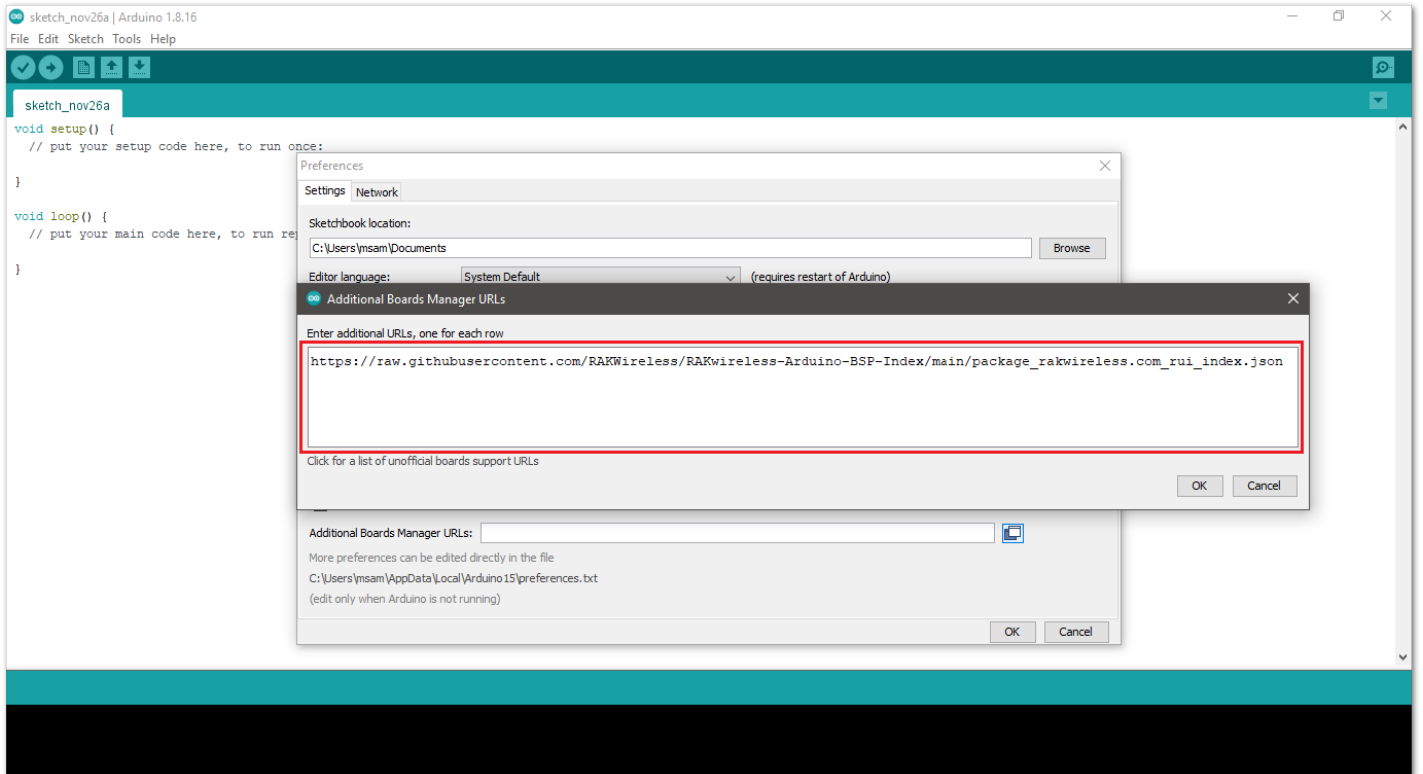 sketch_nov26a | Arduino 1.8.16
File Edit Sketch Tools Help
sketch_nov26a
void setup() {
// put your setup code here, to run once:
}
void loop() {
// put your main code here, to run re
}
Preferences
Settings Network
Sketchbook location:
C:\Users\msam\Documents Browse
Editor language: System Default (requires restart of Arduino)
Additional Boards Manager URLs
Enter additional URLs, one for each row
https://raw.githubusercontent.com/RAKWireless/RAKwireless-Arduino-BSP-Index/main/package_rakwireless.com_rui_index.json
Click for a list of unofficial boards support URLs
OK Cancel
Additional Boards Manager URLs:
More preferences can be edited directly in the file
C:\Users\msam\AppData\Local\Arduino15\preferences.txt
(edit only when Arduino is not running)
OK Cancel